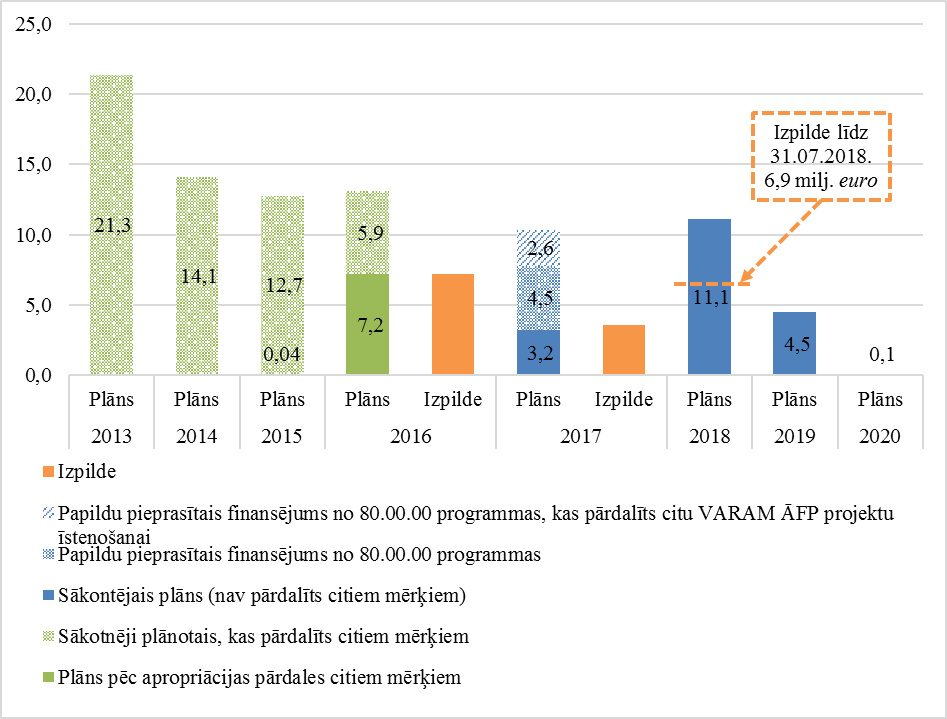 25,0
20,0
15,0
10,0
5,0
0,0
21,3
14,1
12,7
0,04
5,9
7,2
2,6
4,5
3,2
11,1
4,5
0,1
Izpilde līdz
31.07.2018.
6,9 milj. euro
Plāns Plāns Plāns Plāns Izpilde Plāns Izpilde Plāns Plāns Plāns
2013 2014 2015 2016 2017 2018 2019 2020
Izpilde
Papildu pieprasītais finansējums no 80.00.00 programmas, kas pārdalīts citu VARAM ĀFP projektu
īstenošanai
Papildu pieprasītais finansējums no 80.00.00 programmas
Sākontējais plāns (nav pārdalīts citiem mērķiem)
Sākotnēji plānotais, kas pārdalīts citiem mērķiem
Plāns pēc apropriācijas pārdales citiem mērķiem